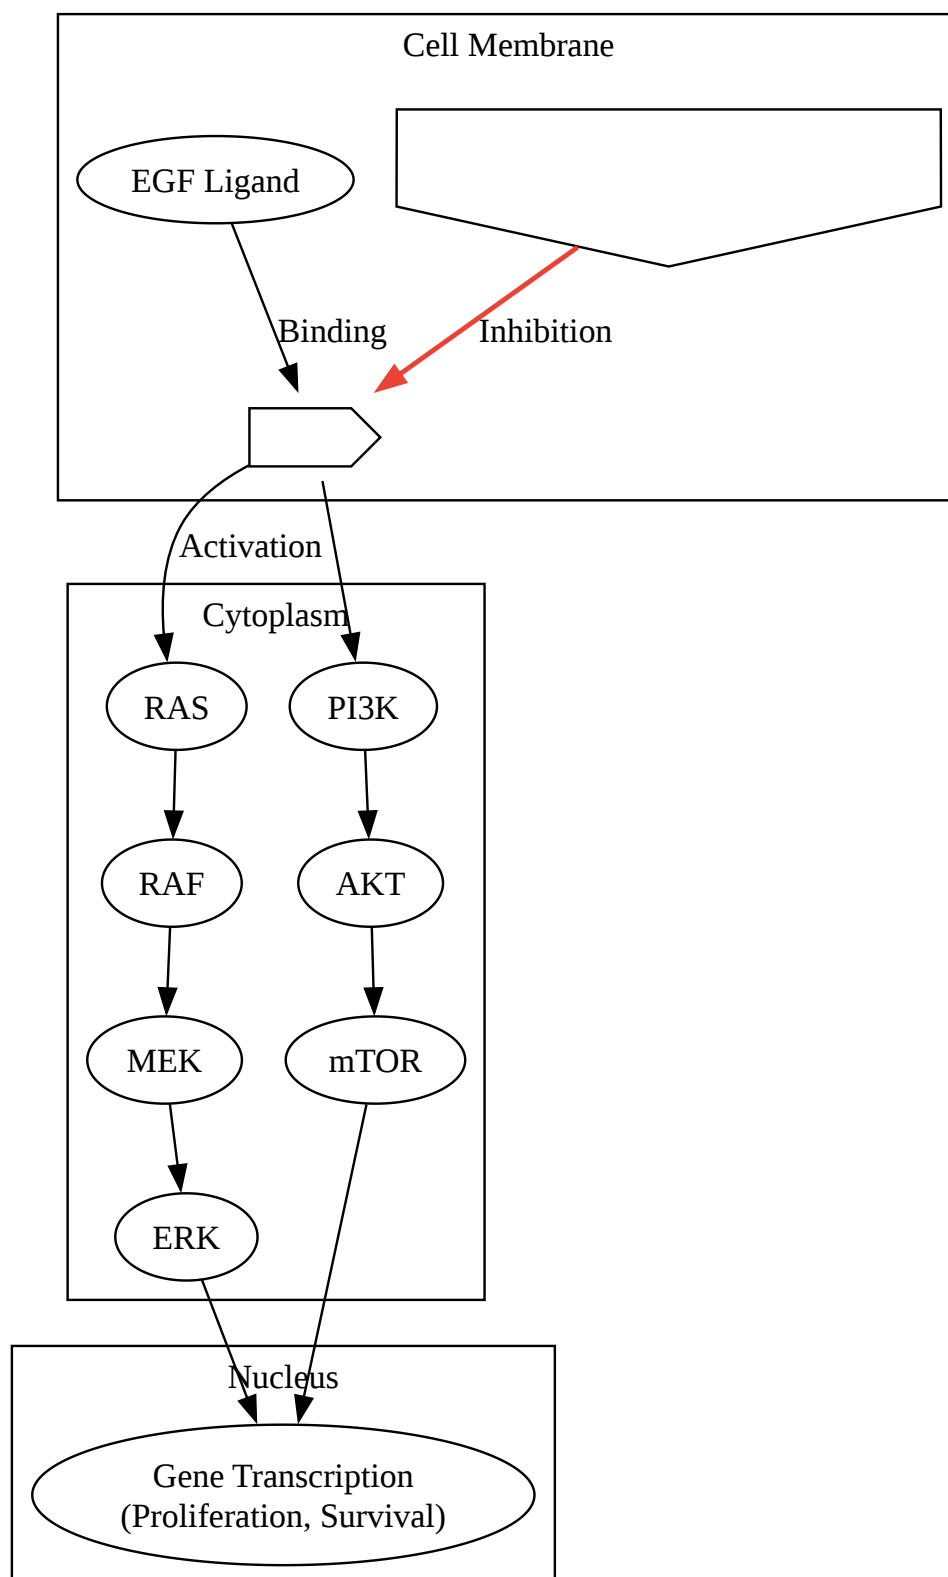 Cell Membrane
EGF Ligand
Binding
Inhibition
Activation
Cytoplasm
RAS
PI3K
RAF
AKT
MEK
mTOR
ERK
Nucleus
Gene Transcription
(Proliferation, Survival)